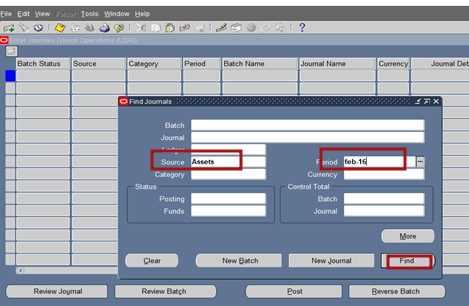 File Edit View Folder Tools Window Help
Enter Journals (Vision Operations (USA))
Batch Status Source Category Period Batch Name Journal Name Currency Journal Deb
Find Journals
Batch
Journal
Ledger
Source Assets Period feb-16
Category Currency
Status Control Total
Posting Batch
Funds Journal
More
Clear New Batch New Journal Find
Review Journal Review Batch Post Reverse Batch